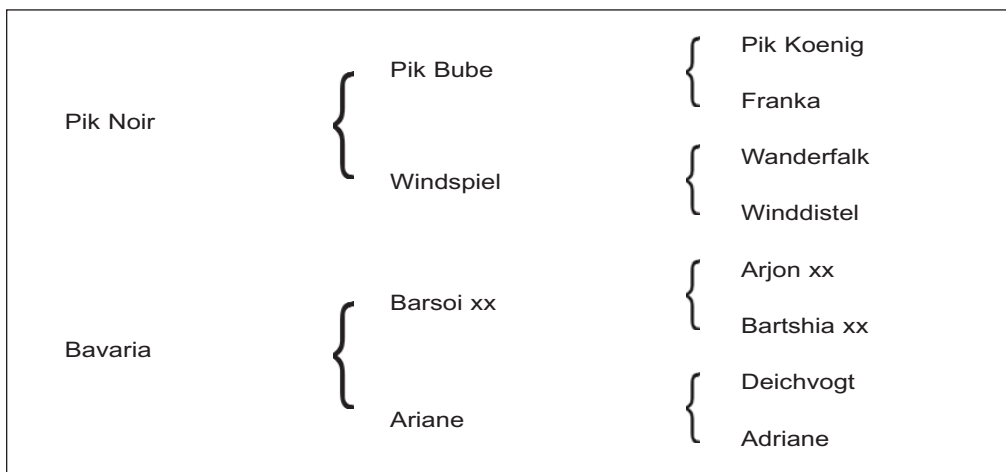 Pik Koenig
Pik Bube
Franka
Pik Noir
Wanderfalk
Windspiel
Winddistel
Arjon xx
Barsoi xx
Bartshia xx
Bavaria
Deichvogt
Ariane
Adriane